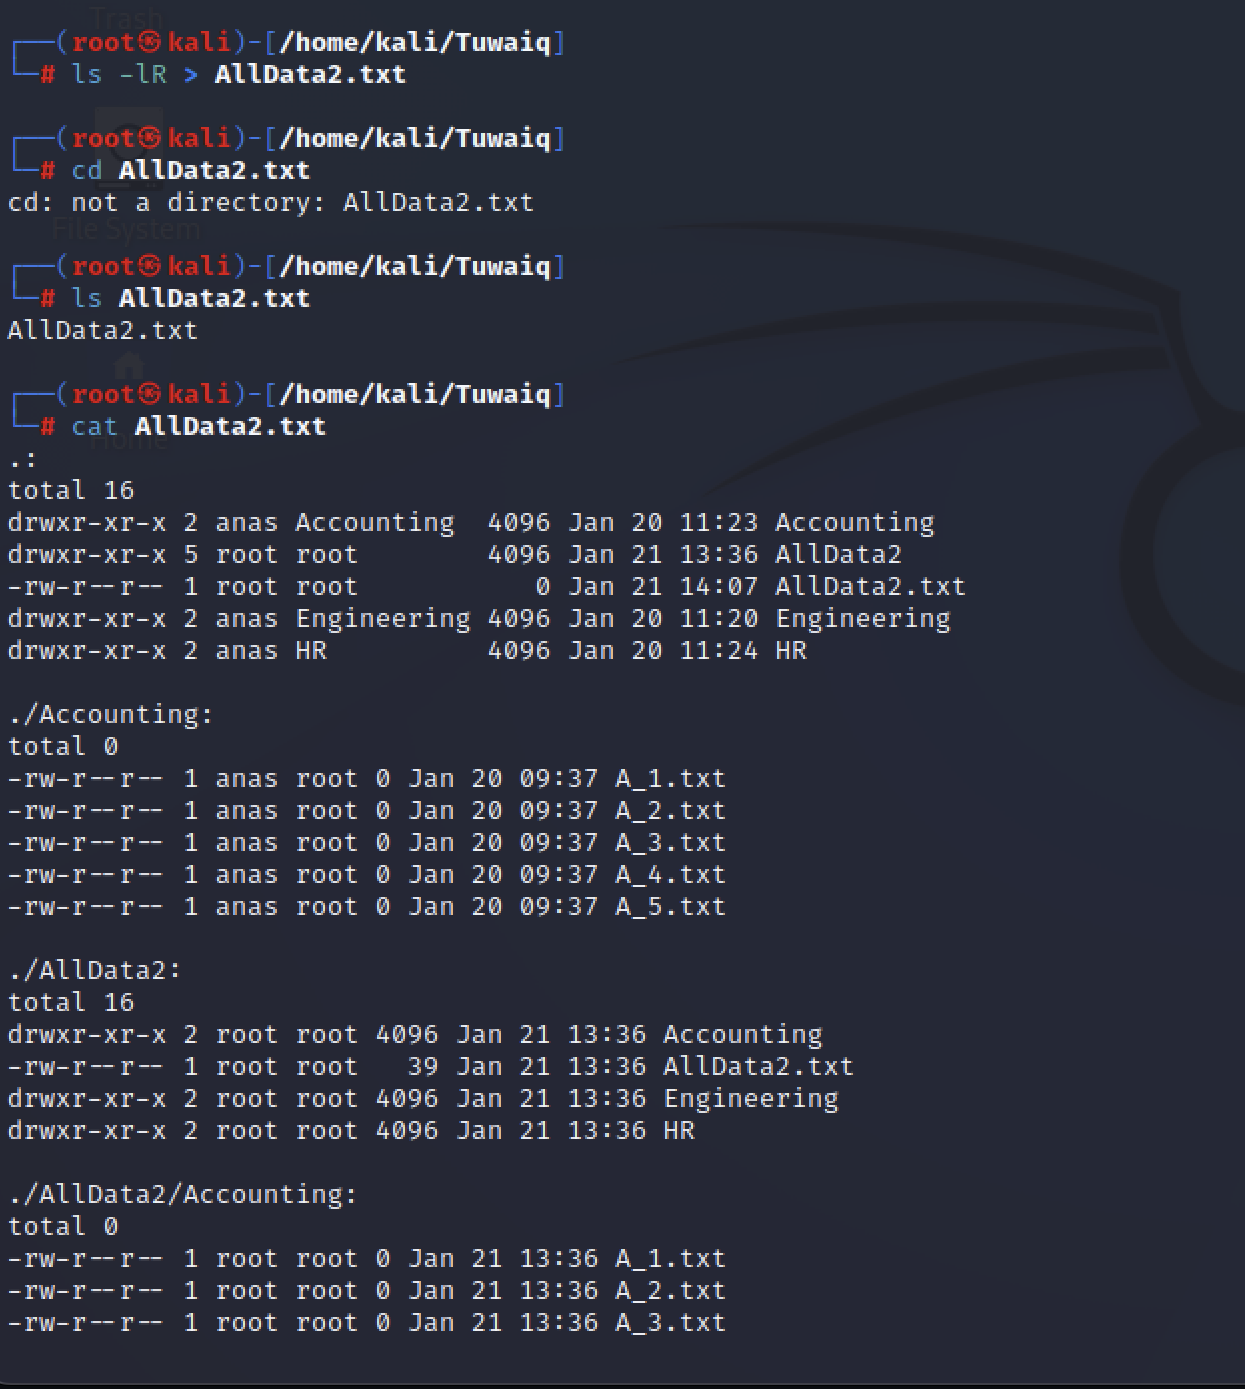 Trash
┌──(root㉿kali)-[/home/kali/Tuwaiq]
└─# ls -lR > AllData2.txt
┌──(root㉿kali)-[/home/kali/Tuwaiq]
└─# cd AllData2.txt
cd: not a directory: AllData2.txt
File System
┌──(root㉿kali)-[/home/kali/Tuwaiq]
└─# ls AllData2.txt
AllData2.txt
┌──(root㉿kali)-[/home/kali/Tuwaiq]
└─# cat AllData2.txt
Home
.:
total 16
drwxr-xr-x 2 anas Accounting  4096 Jan 20 11:23 Accounting
drwxr-xr-x 5 root root        4096 Jan 21 13:36 AllData2
-rw-r--r-- 1 root root           0 Jan 21 14:07 AllData2.txt
drwxr-xr-x 2 anas Engineering 4096 Jan 20 11:20 Engineering
drwxr-xr-x 2 anas HR          4096 Jan 20 11:24 HR
./Accounting:
total 0
-rw-r--r-- 1 anas root 0 Jan 20 09:37 A_1.txt
-rw-r--r-- 1 anas root 0 Jan 20 09:37 A_2.txt
-rw-r--r-- 1 anas root 0 Jan 20 09:37 A_3.txt
-rw-r--r-- 1 anas root 0 Jan 20 09:37 A_4.txt
-rw-r--r-- 1 anas root 0 Jan 20 09:37 A_5.txt
./AllData2:
total 16
drwxr-xr-x 2 root root 4096 Jan 21 13:36 Accounting
-rw-r--r-- 1 root root   39 Jan 21 13:36 AllData2.txt
drwxr-xr-x 2 root root 4096 Jan 21 13:36 Engineering
drwxr-xr-x 2 root root 4096 Jan 21 13:36 HR
./AllData2/Accounting:
total 0
-rw-r--r-- 1 root root 0 Jan 21 13:36 A_1.txt
-rw-r--r-- 1 root root 0 Jan 21 13:36 A_2.txt
-rw-r--r-- 1 root root 0 Jan 21 13:36 A_3.txt